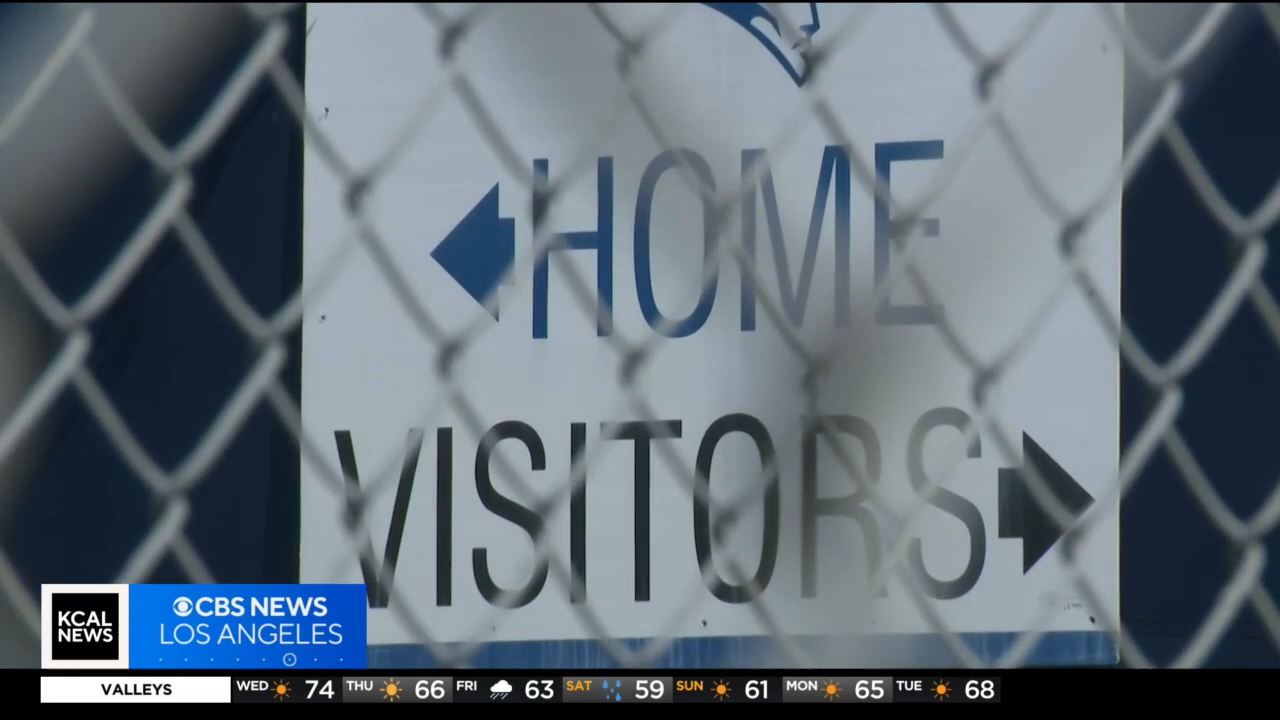 HOME
VISITORS
KCAL
NEWS
CBS NEWS
LOS ANGELES
VALLEYS
WED 74 THU 66 FRI 63 SAT 59 SUN 61 MON 65 TUE 68